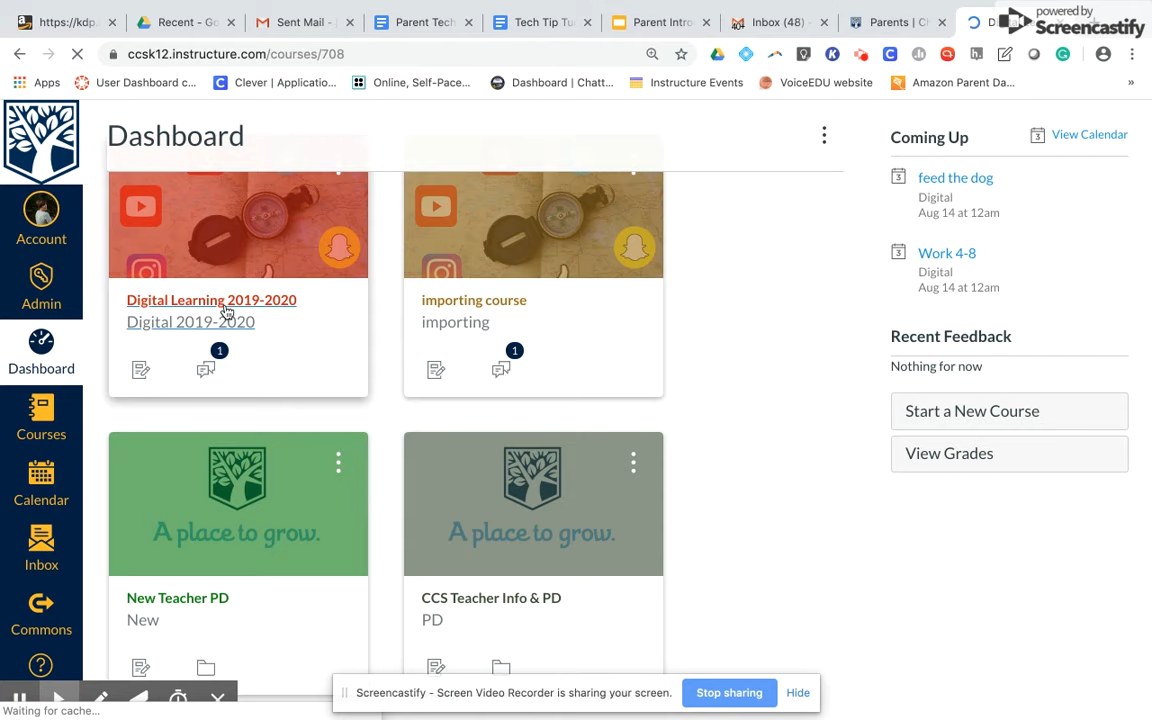 https://kdp.
Recent - Go
Sent Mail -
Parent Tech
Tech Tip Tu
Parent Intro
Inbox (48) -
Parents | Ch
powered by
Screencastify
ccsk12.instructure.com/courses/708
Apps
User Dashboard c...
Clever | Applicatio...
Online, Self-Pace...
Dashboard | Chatt...
Instructure Events
VoiceEDU website
Amazon Parent Da...
»
Dashboard
Coming Up
View Calendar
feed the dog
Digital
Aug 14 at 12am
Work 4-8
Digital
Aug 14 at 12am
Recent Feedback
Nothing for now
Start a New Course
View Grades
Account
Admin
Dashboard
Courses
Calendar
Inbox
Commons
Digital Learning 2019-2020
Digital 2019-2020
1
importing course
importing
1
A place to grow.
New Teacher PD
New
A place to grow.
CCS Teacher Info & PD
PD
Screencastify - Screen Video Recorder is sharing your screen.
Stop sharing
Hide
Waiting for cache...